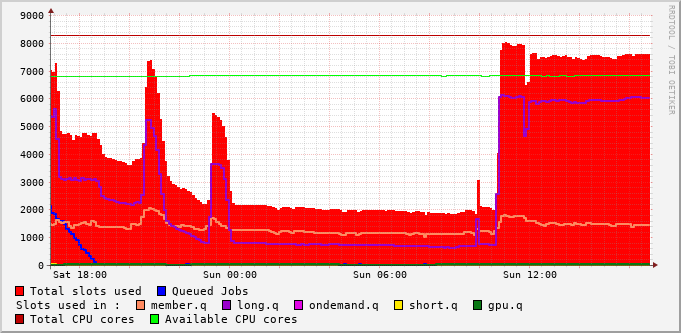 9000
8000
7000
6000
5000
4000
3000
2000
1000
0
Sat 18:00 Sun 00:00 Sun 06:00 Sun 12:00
RRDTOOL / TOBI OETIKER
Total slots used Queued Jobs
Slots used in : member.q long.q ondemand.q short.q gpu.q
Total CPU cores Available CPU cores